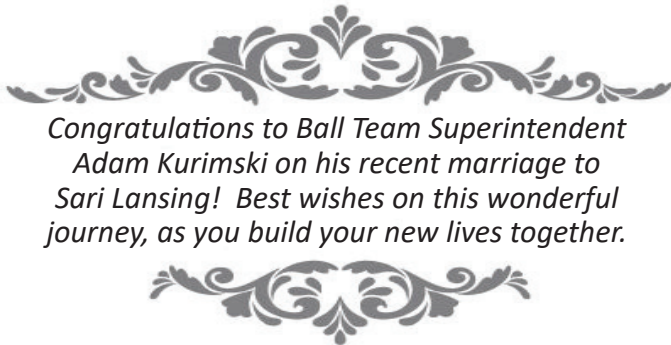 Congratulations to Ball Team Superintendent
Adam Kurimski on his recent marriage to
Sari Lansing!  Best wishes on this wonderful
journey, as you build your new lives together.